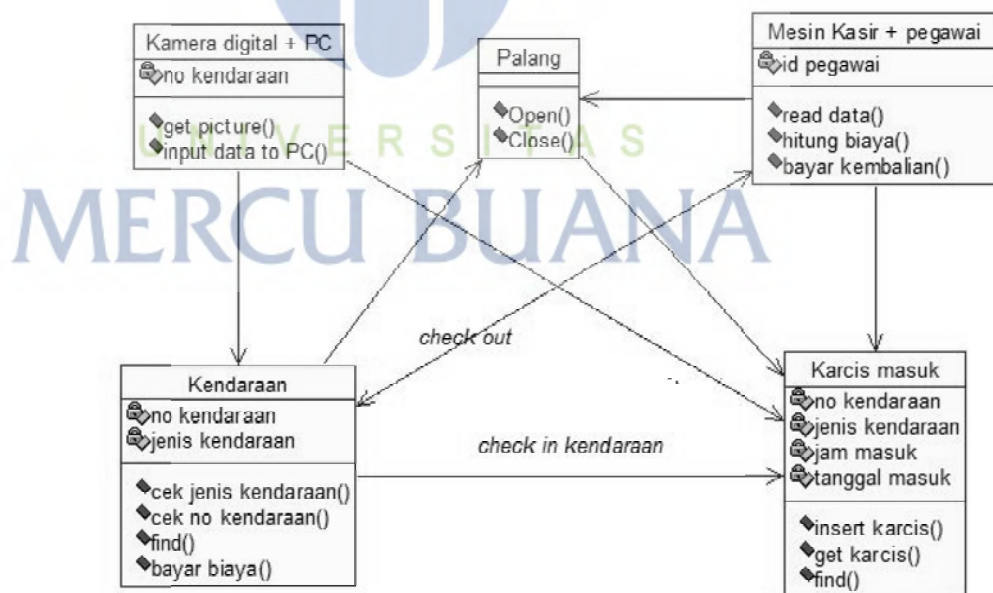 Kamera digital + PC
no kendaraan
get picture()
input data to PC()
Palang
Open()
Close()
Mesin Kasir + pegawai
id pegawai
read data()
hitung biaya()
bayar kembalian()
UNIVERSITAS
MERCU BUANA
check out
Kendaraan
no kendaraan
jenis kendaraan
cek jenis kendaraan()
cek no kendaraan()
find()
bayar biaya()
check in kendaraan
Karcis masuk
no kendaraan
jenis kendaraan
jam masuk
tanggal masuk
insert karcis()
get karcis()
find()